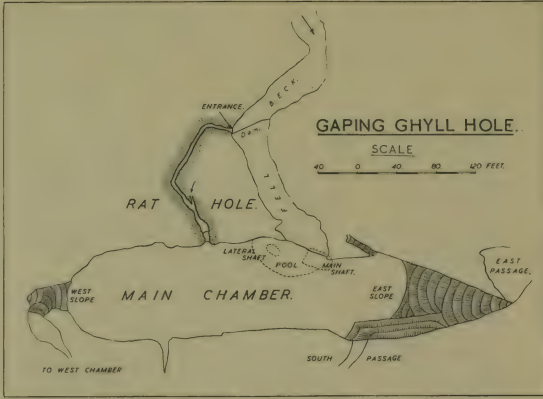 GAPING GHYLL HOLE.
SCALE
40 0 40 80 120 FEET.
ENTRANCE.
Dam.
BECK.
FELL
RAT HOLE.
LATERAL
SHAFT
POOL
MAIN
SHAFT.
EAST
PASSAGE.
WEST
SLOPE
MAIN CHAMBER.
EAST
SLOPE
TO WEST CHAMBER
SOUTH PASSAGE